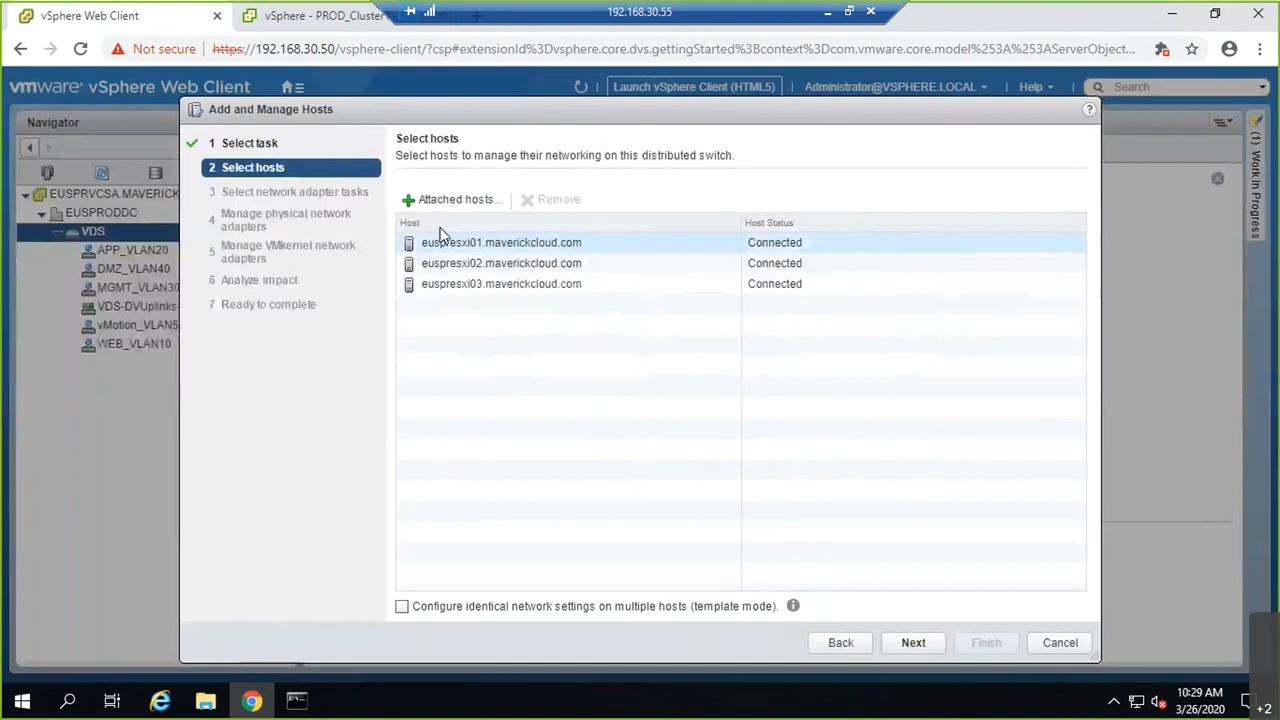 vSphere Web Client
vSphere - PROD_Cluster
192.168.30.55
Not secure
https://192.168.30.50/vsphere-client/?csp#extensionId%3Dvsphere.core.dvs.gettingStarted%3Bcontext%3Dcom.vmware.core.model%253A%253AServerObject...
vmware® vSphere Web Client
Launch vSphere Client (HTML5)
Administrator@VSPHERE.LOCAL
Help
Search
Navigator
EUSPRVCSA.MAVERICK
EUSPRODDC
VDS
APP_VLAN20
DMZ_VLAN40
MGMT_VLAN30
VDS-DVUplinks-
vMotion_VLAN5
WEB_VLAN10
Add and Manage Hosts
1 Select task
2 Select hosts
3 Select network adapter tasks
4 Manage physical network
adapters
5 Manage VMkernel network
adapters
6 Analyze impact
7 Ready to complete
Select hosts
Select hosts to manage their networking on this distributed switch.
Attached hosts...
Remove
Host
Host Status
euspresxi01.maverickcloud.com Connected
euspresxi02.maverickcloud.com Connected
euspresxi03.maverickcloud.com Connected
Configure identical network settings on multiple hosts (template mode).
Back
Next
Finish
Cancel
(1) Work In Progress
10:29 AM
3/26/2020
+2